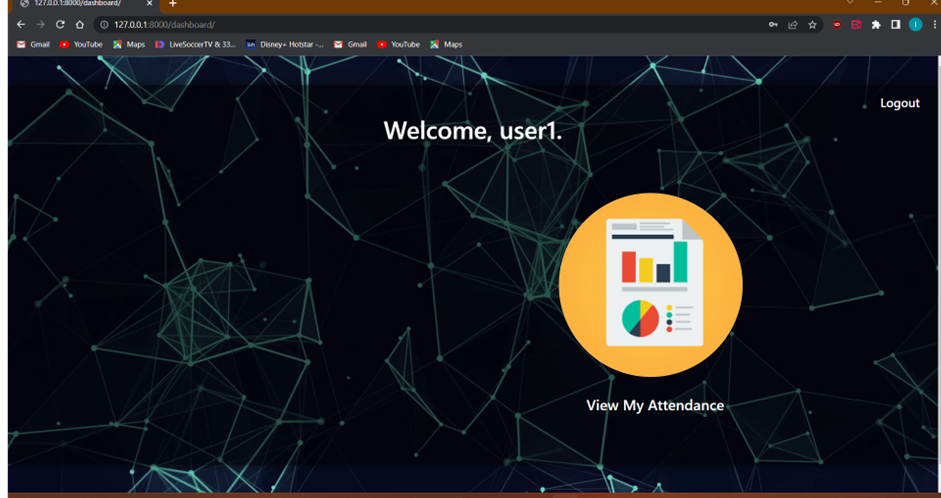 127.0.0.1:8000/dashboard/
127.0.0.1:8000/dashboard/
Gmail YouTube Maps LiveSoccerTV & 33... Disney+ Hotstar -... Gmail YouTube Maps
Logout
Welcome, user1.
View My Attendance